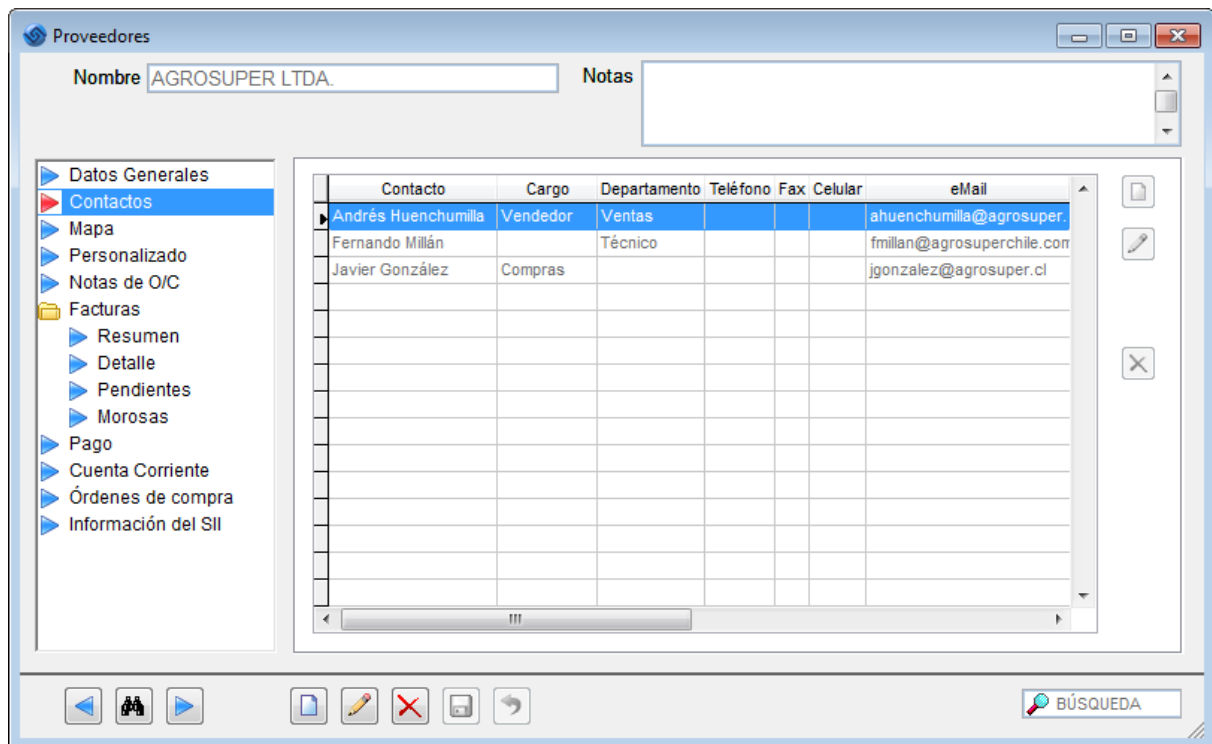 Proveedores
Nombre AGROSUPER LTDA. Notas
Datos Generales
Contactos
Mapa
Personalizado
Notas de O/C
Facturas
Resumen
Detalle
Pendientes
Morosas
Pago
Cuenta Corriente
Órdenes de compra
Información del SII
Contacto Cargo Departamento Teléfono Fax Celular eMail
Andrés Huenchumilla Vendedor Ventas ahuenchumilla@agrosuper.
Fernando Millán Técnico fmillan@agrosuperchile.com
Javier González Compras jgonzalez@agrosuper.cl
BÚSQUEDA